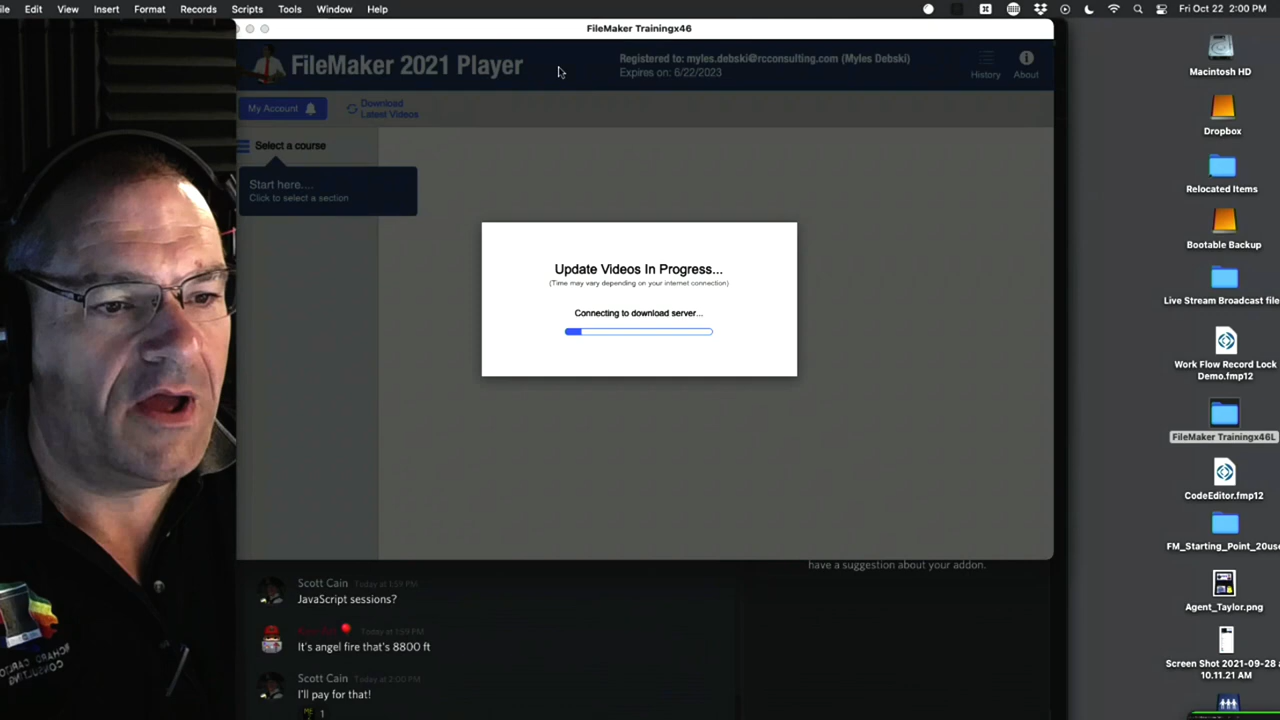 Edit View Insert Format Records Scripts Tools Window Help
Fri Oct 22 2:00 PM
FileMaker Trainingx46
FileMaker 2021 Player
Registered to: myles.debski@rcconsulting.com (Myles Debski)
Expires on: 6/22/2023
History
About
My Account
Download
Latest Videos
Select a course
Start here....
Click to select a section
Update Videos In Progress...
(Time may vary depending on your internet connection)
Connecting to download server...
have a suggestion about your addon.
Scott Cain Today at 1:59 PM
JavaScript sessions?
Today at 1:59 PM
It's angel fire that's 8800 ft
Scott Cain Today at 2:00 PM
I'll pay for that!
1
Macintosh HD
Dropbox
Relocated Items
Bootable Backup
Live Stream Broadcast file
Work Flow Record Lock
Demo.fmp12
FileMaker Trainingx46L
CodeEditor.fmp12
FM_Starting_Point_20use
Agent_Taylor.png
Screen Shot 2021-09-28 a
10.11.21 AM
RICHARD CARLTON
CONSULTING